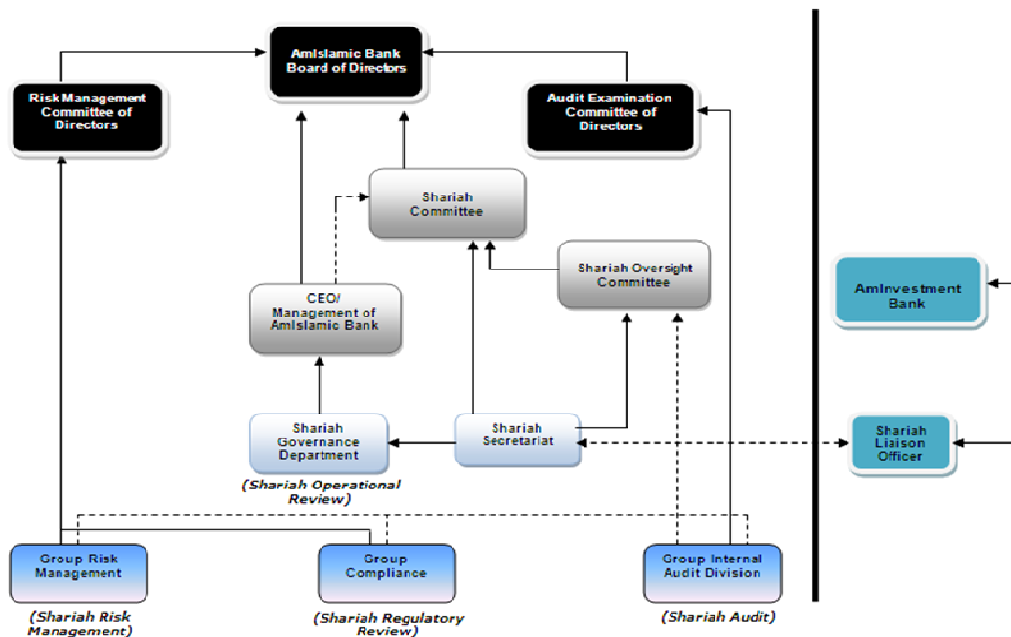 AmIslamic Bank
Board of Directors
Risk Management
Committee of
Directors
Audit Examination
Committee of
Directors
Shariah
Committee
Shariah Oversight
Committee
CEO/
Management of
AmIslamic Bank
AmInvestment
Bank
Shariah
Governance
Department
Shariah
Secretariat
Shariah
Liaison
Officer
(Shariah Operational
Review)
Group Risk
Management
Group
Compliance
Group Internal
Audit Division
(Shariah Risk
Management)
(Shariah Regulatory
Review)
(Shariah Audit)